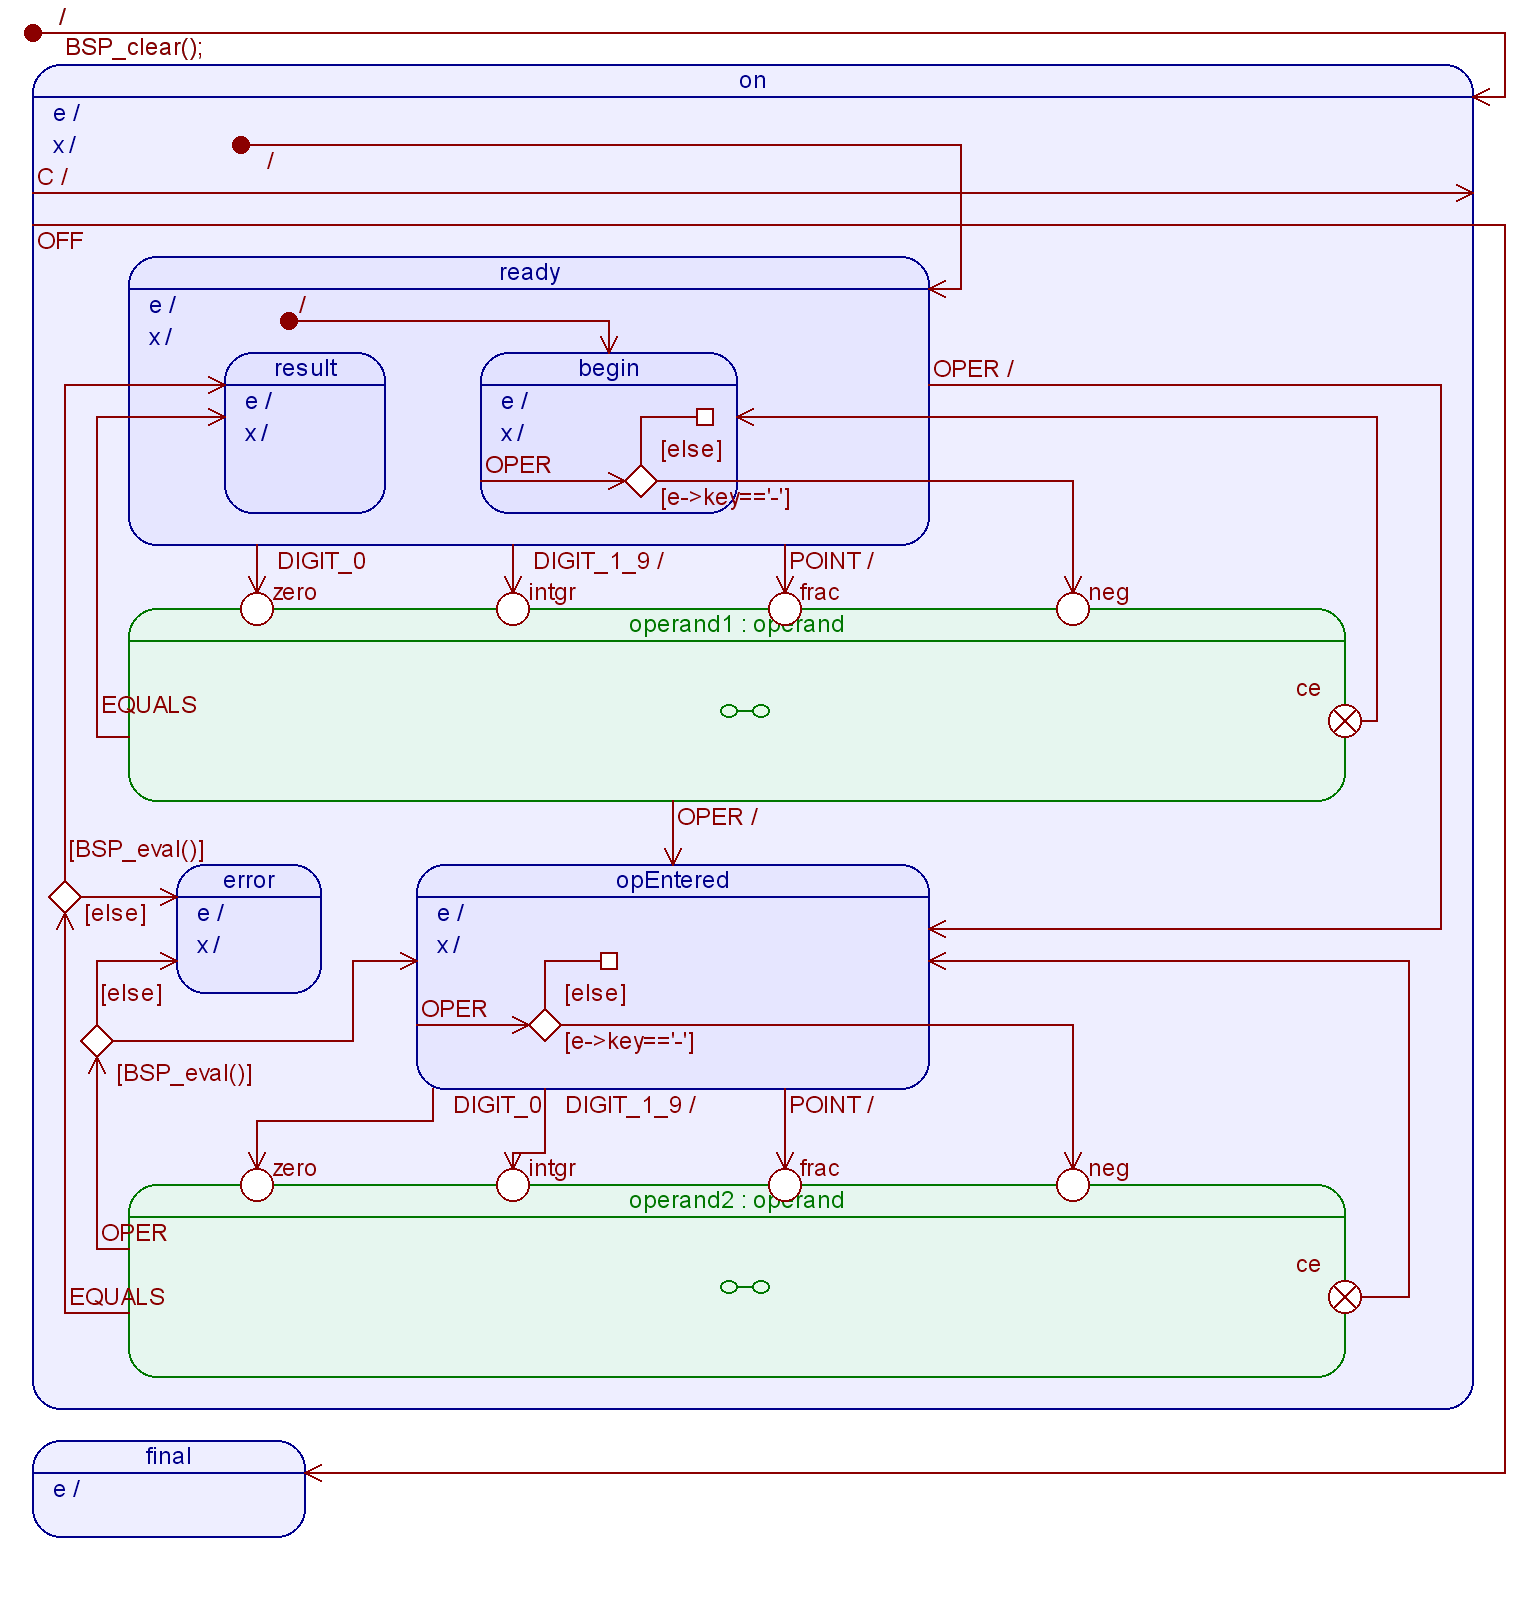 /
BSP_clear();
on
e /
x /
/
C /
OFF
ready
e /
/
x /
result
begin
OPER /
e /
e /
x /
x /
[else]
OPER
[e->key=='-']
DIGIT_0
DIGIT_1_9 /
POINT /
zero
intgr
frac
neg
operand1 : operand
ce
EQUALS
OPER /
[BSP_eval()]
error
opEntered
[else]
e /
e /
x /
x /
[else]
[else]
OPER
[e->key=='-']
[BSP_eval()]
DIGIT_0
DIGIT_1_9 /
POINT /
zero
intgr
frac
neg
operand2 : operand
OPER
ce
EQUALS
final
e /